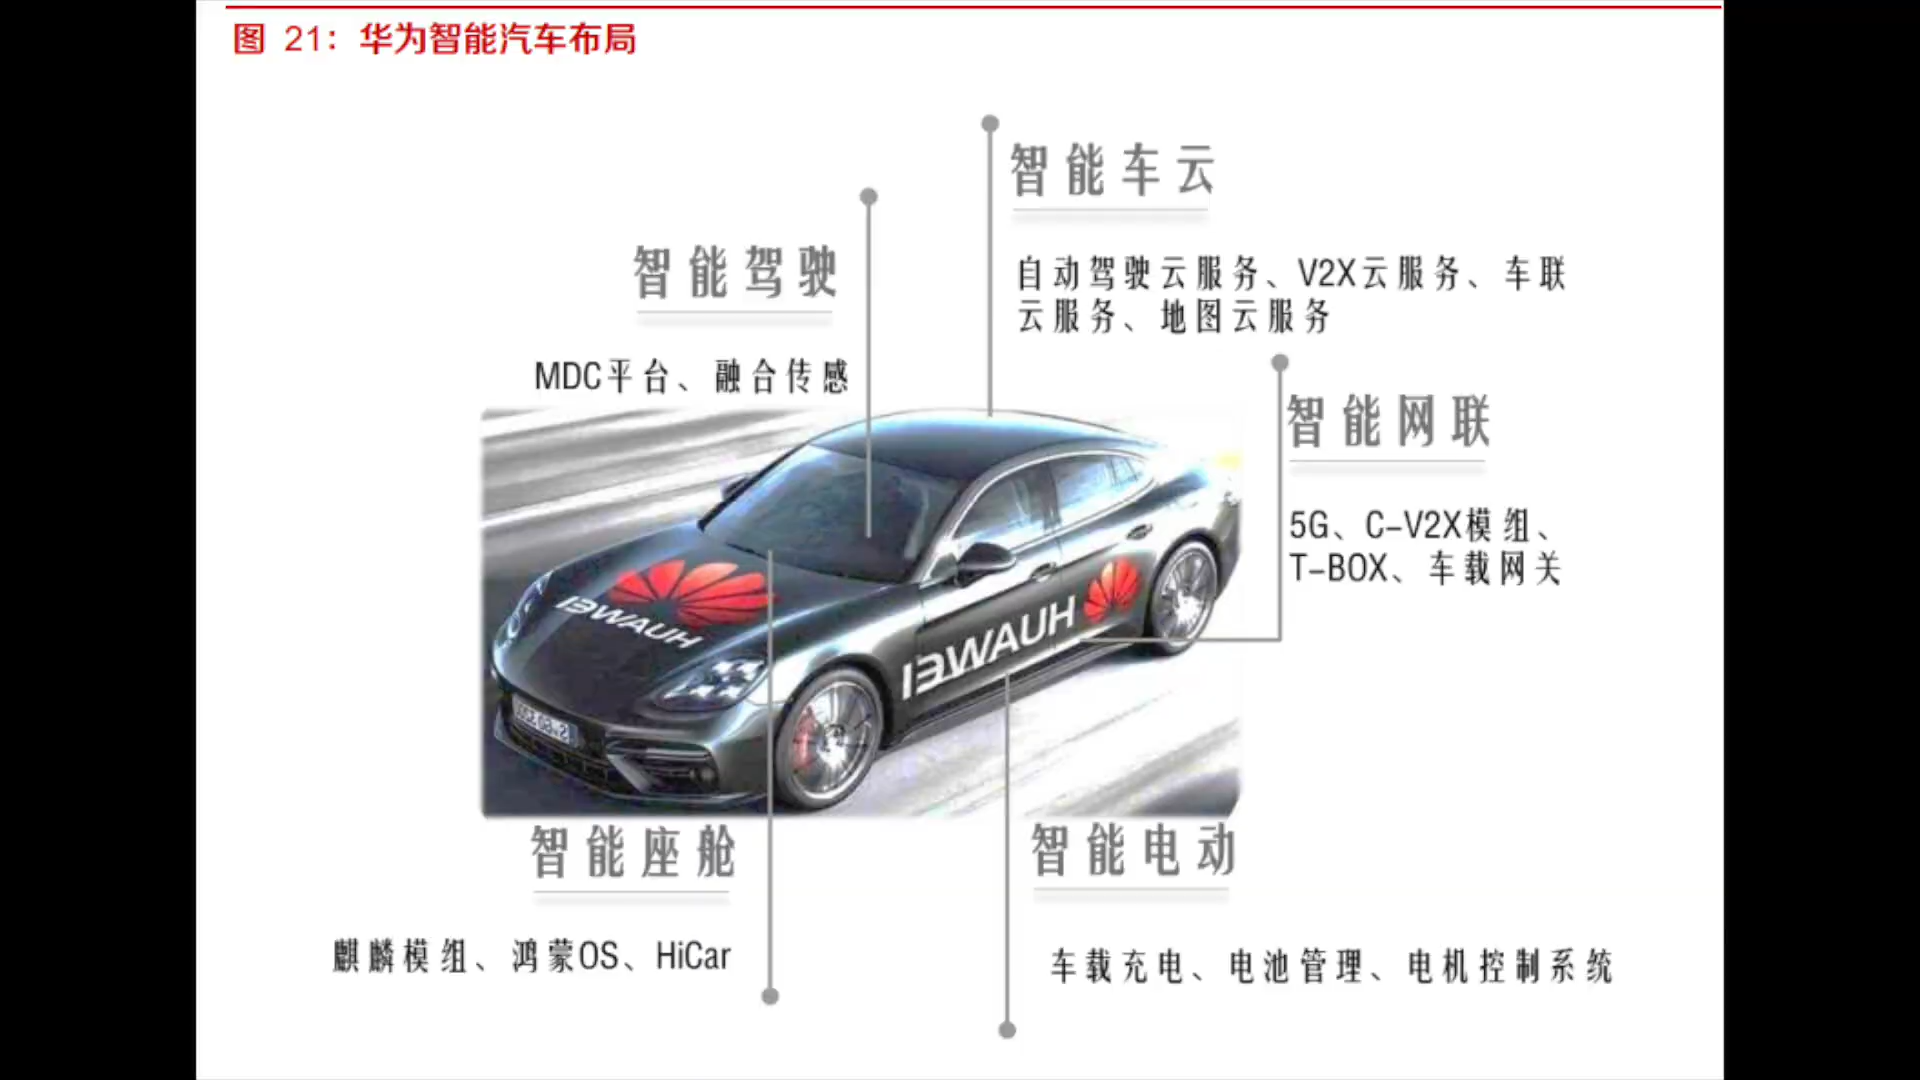 图 21：华为智能汽车布局
智能车云
自动驾驶云服务、V2X云服务、车联
云服务、地图云服务
智能驾驶
MDC平台、融合传感
智能网联
5G、C-V2X模组、
T-BOX、车载网关
智能座舱
麒麟模组、鸿蒙OS、HiCar
智能电动
车载充电、电池管理、电机控制系统